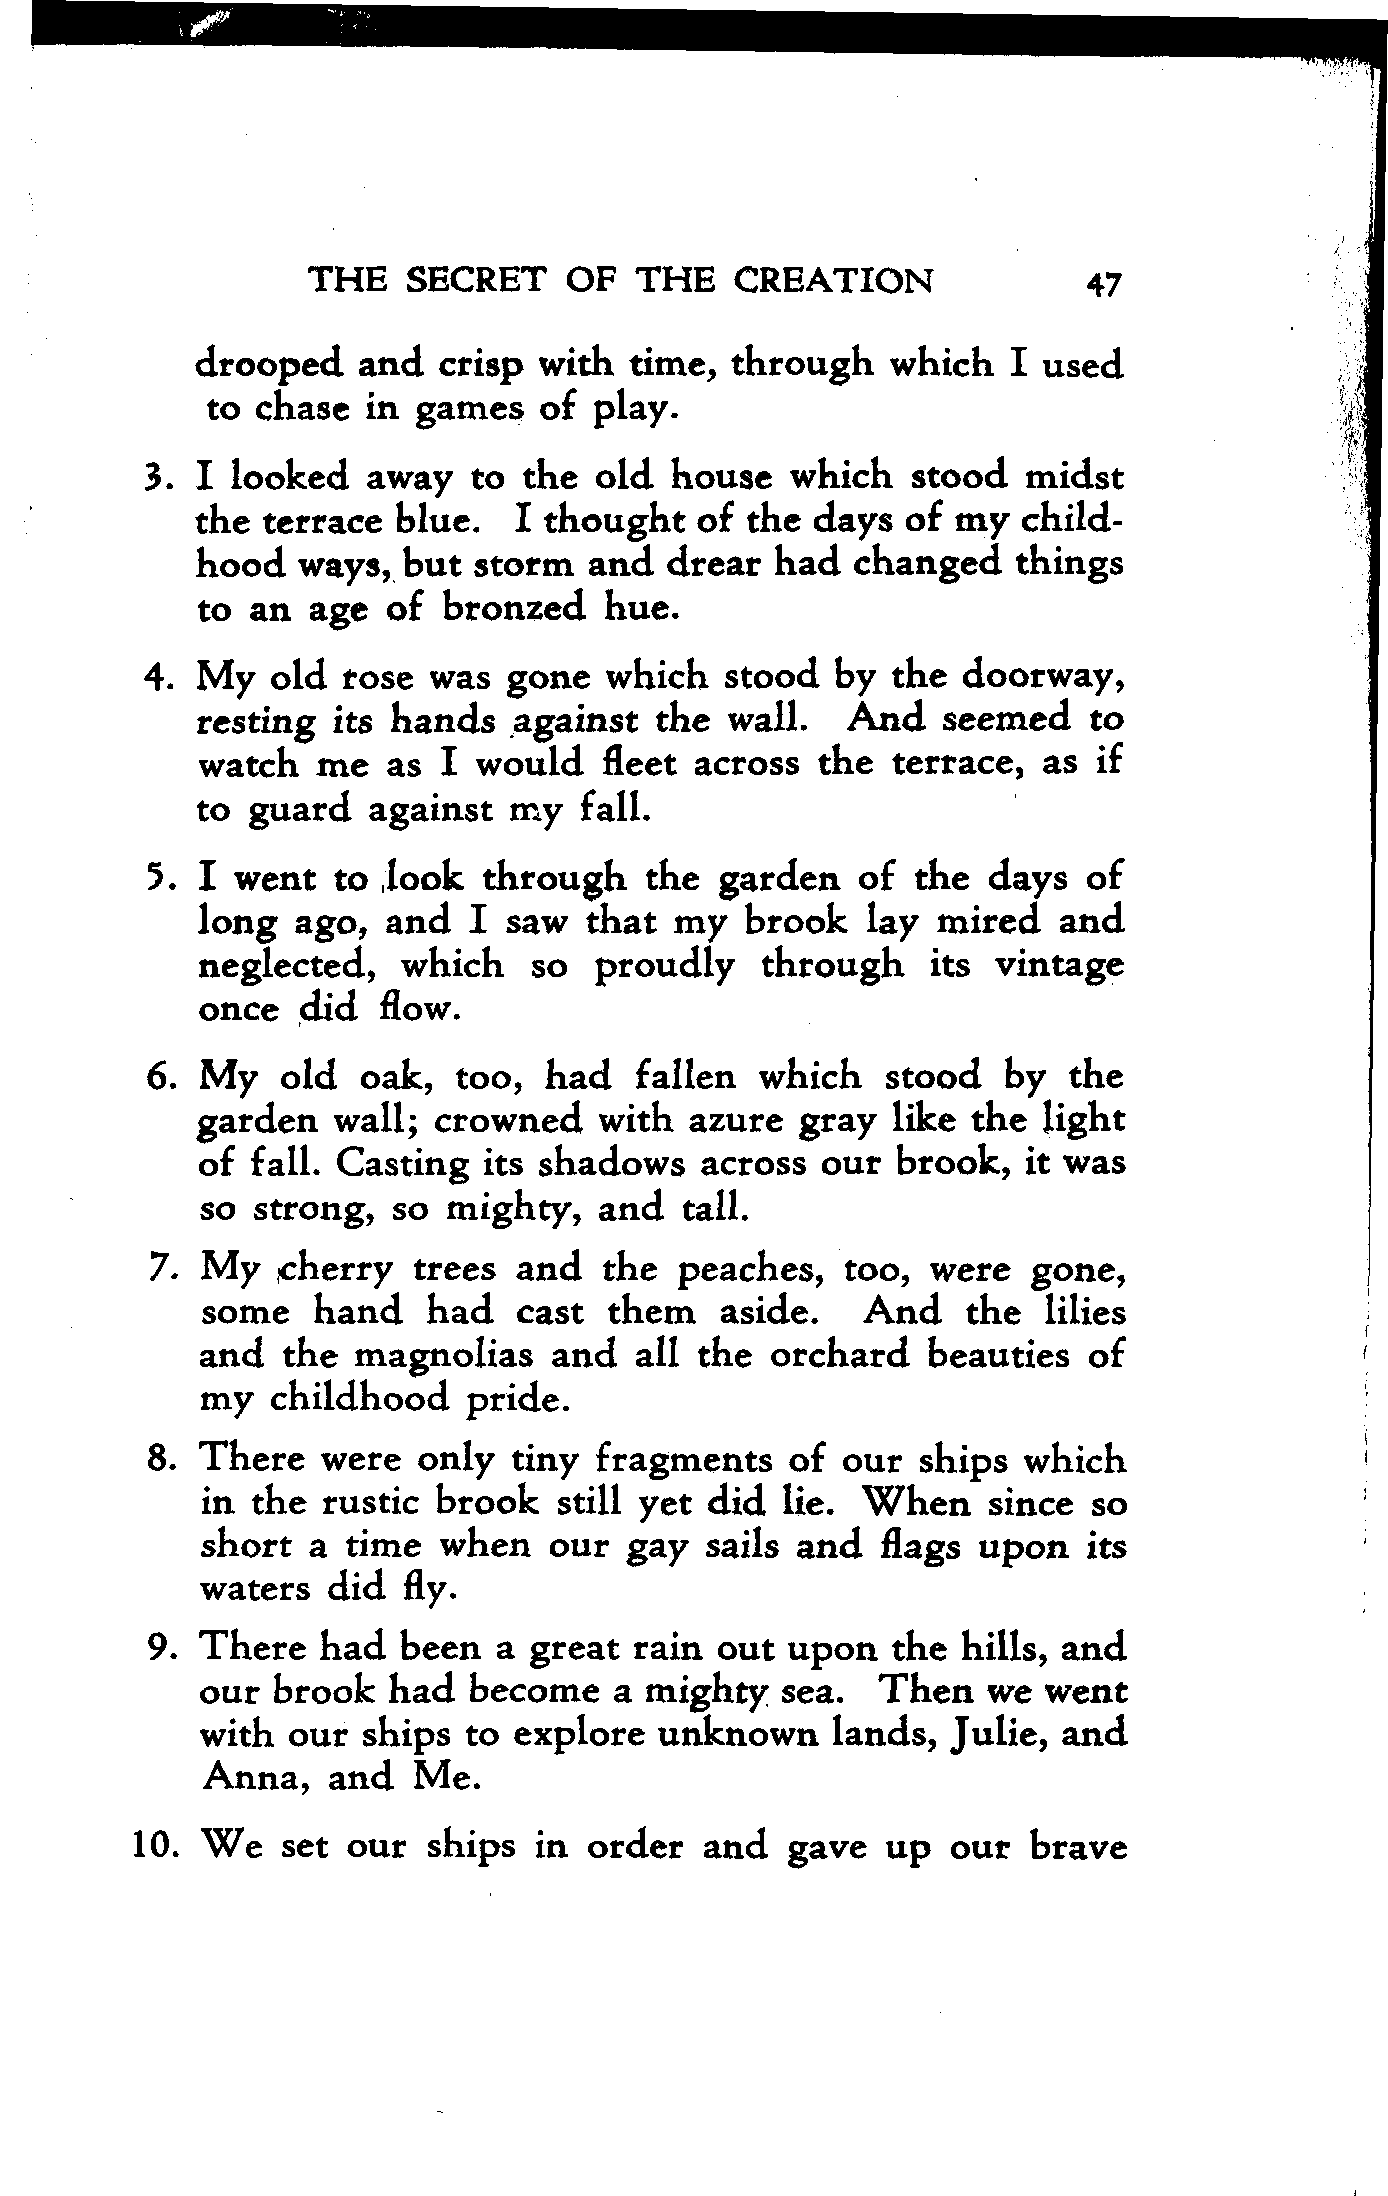 THE SECRET OF THE CREATION 47
drooped and crisp with time, through which I used
to chase in games of play.
3. I looked away to the old house which stood midst
the terrace blue. I thought of the days of my child-
hood ways, but storm and drear had changed things
to an age of bronzed hue.
4. My old rose was gone which stood by the doorway,
resting its hands against the wall. And seemed to
watch me as I would fleet across the terrace, as if
to guard against my fall.
5. I went to look through the garden of the days of
long ago, and I saw that my brook lay mired and
neglected, which so proudly through its vintage
once did flow.
6. My old oak, too, had fallen which stood by the
garden wall; crowned with azure gray like the light
of fall. Casting its shadows across our brook, it was
so strong, so mighty, and tall.
7. My cherry trees and the peaches, too, were gone,
some hand had cast them aside. And the lilies
and the magnolias and all the orchard beauties of
my childhood pride.
8. There were only tiny fragments of our ships which
in the rustic brook still yet did lie. When since so
short a time when our gay sails and flags upon its
waters did fly.
9. There had been a great rain out upon the hills, and
our brook had become a mighty sea. Then we went
with our ships to explore unknown lands, Julie, and
Anna, and Me.
10. We set our ships in order and gave up our brave